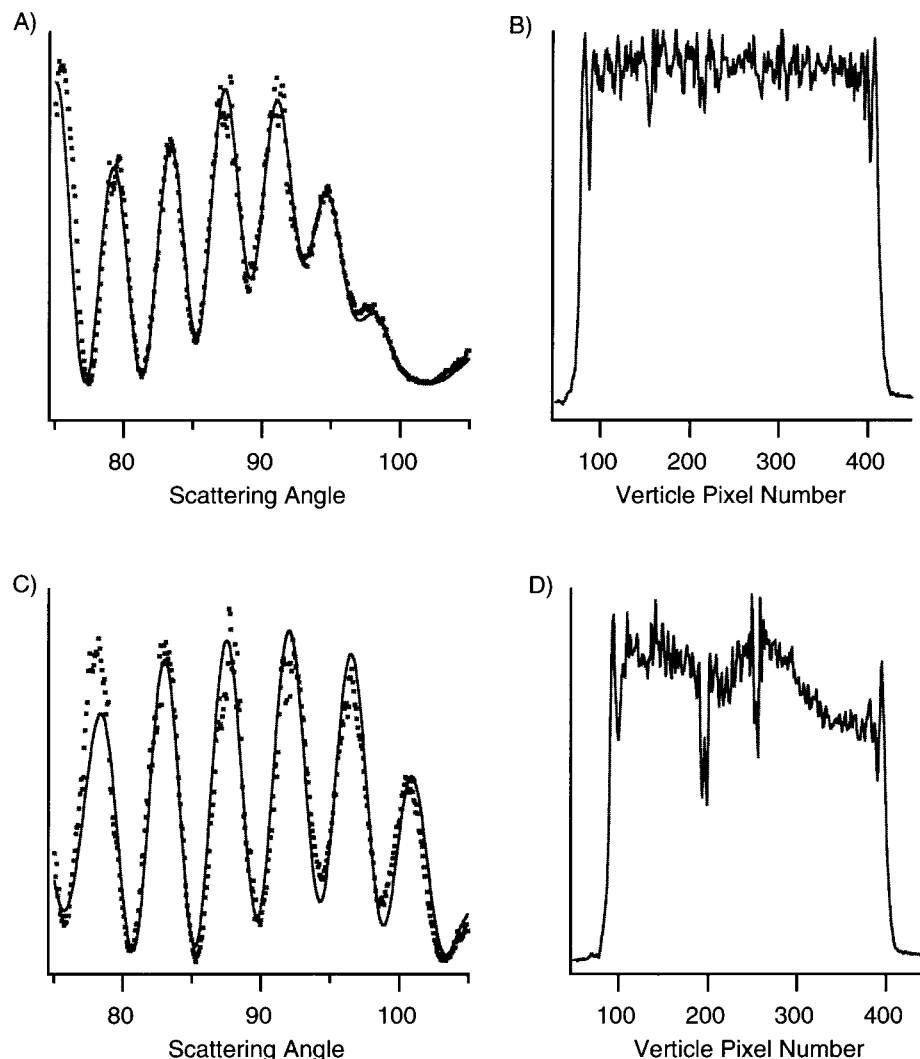 A)
B)
80 90 100
100 200 300 400
Scattering Angle
Verticle Pixel Number
C)
D)
80 90 100
100 200 300 400
Scattering Angle
Verticle Pixel Number